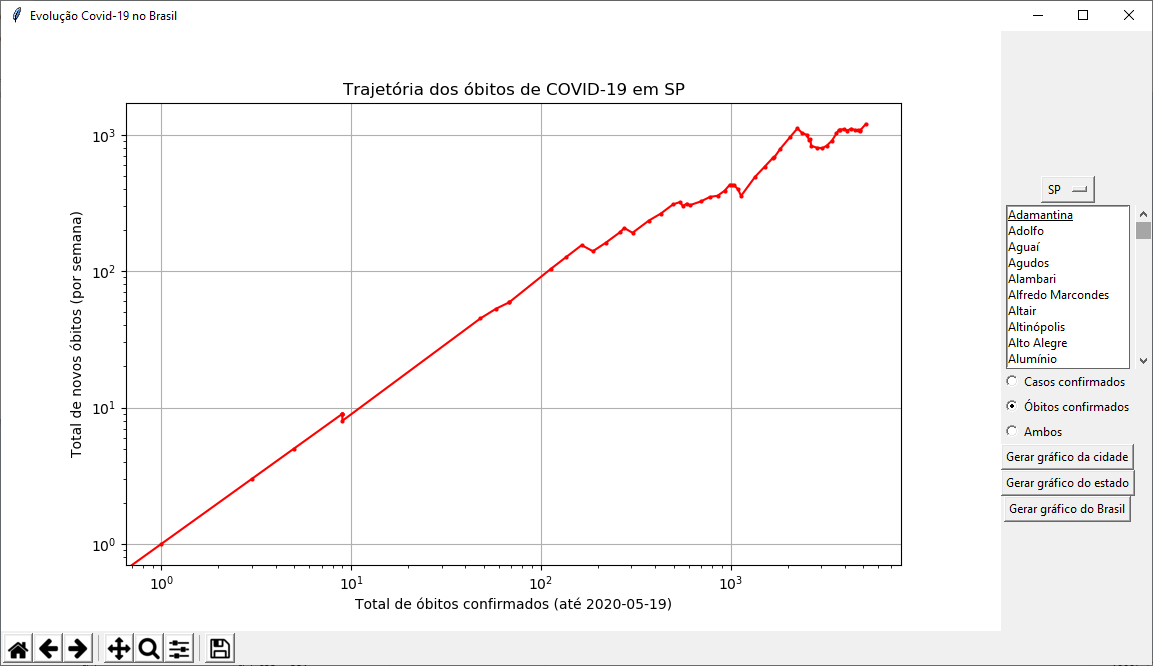 Evolução Covid-19 no Brasil
Trajetória dos óbitos de COVID-19 em SP
Total de novos óbitos (por semana)
10³
10²
10¹
10⁰
10⁰ 10¹ 10² 10³
Total de óbitos confirmados (até 2020-05-19)
SP
Adamantina
Adolfo
Aguaí
Agudos
Alambari
Alfredo Marcondes
Altair
Altinópolis
Alto Alegre
Alumínio
Casos confirmados
Óbitos confirmados
Ambos
Gerar gráfico da cidade
Gerar gráfico do estado
Gerar gráfico do Brasil